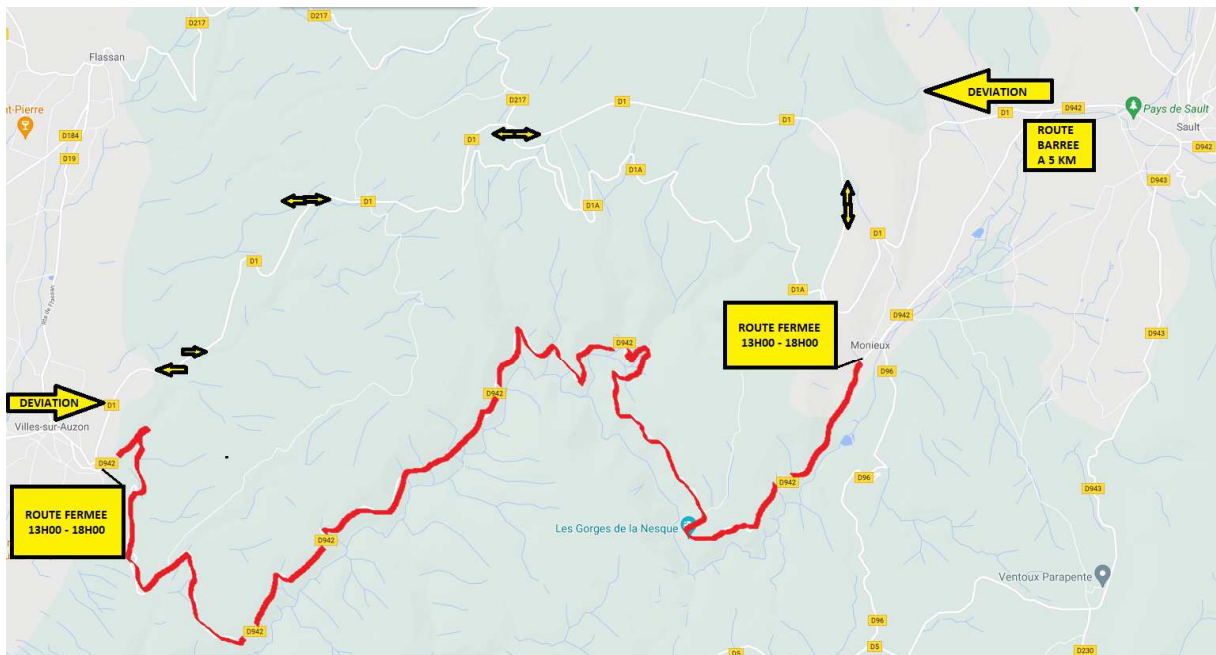 D217
D217
Flassan
DEVIATION
D217
D1
D942
D1
Pays de Sault
nt-Pierre
D1
Sault
ROUTE
BARREE
A 5 KM
D184
D1
D942
D19
D1A
D943
D1
D1A
D1
D1
D1A
D942
ROUTE FERMEE
13H00 - 18H00
D943
D942
Monieux
D96
D942
DEVIATION
D1
Villes-sur-Auzon
D942
D96
D942
D943
ROUTE FERMEE
13H00 - 18H00
Les Gorges de la Nesque
D942
Ventoux Parapente
D96
D942
D5
D5
D230